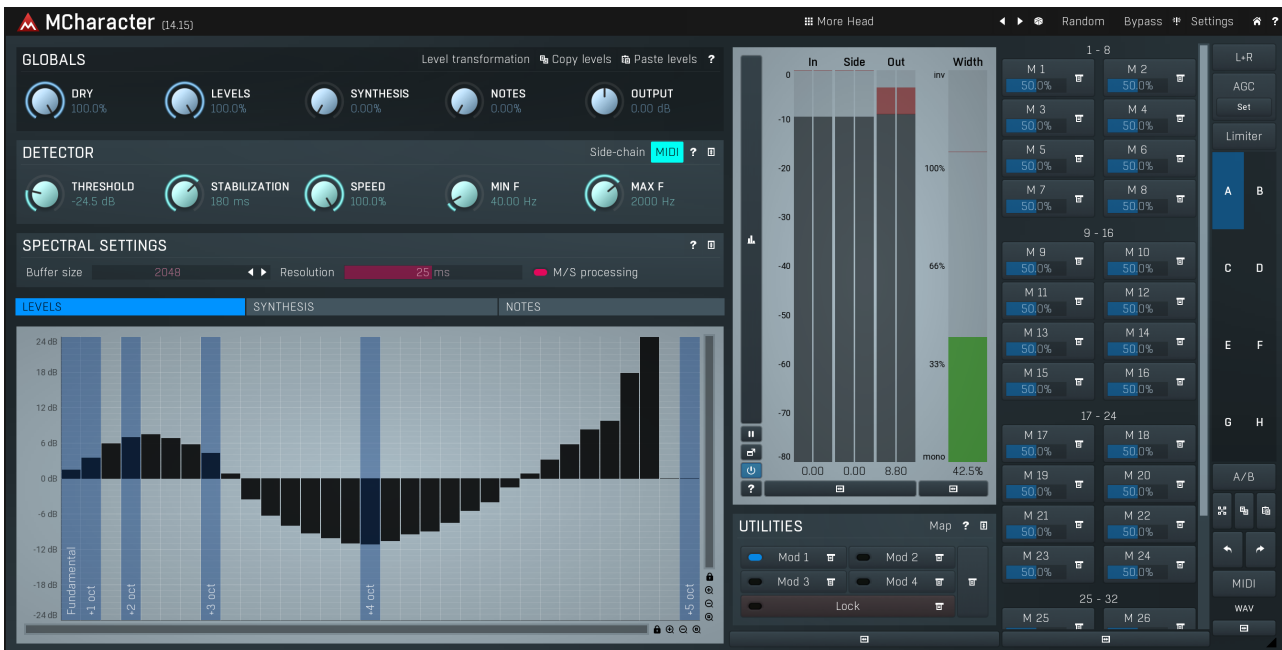 MCharacter (14.15)
More Head
Random Bypass Settings ?
GLOBALS
Level transformation Copy levels Paste levels ?
DRY
100.0%
LEVELS
100.0%
SYNTHESIS
0.00%
NOTES
0.00%
OUTPUT
0.00 dB
DETECTOR
Side-chain MIDI ?
THRESHOLD
-24.5 dB
STABILIZATION
180 ms
SPEED
100.0%
MIN F
40.00 Hz
MAX F
2000 Hz
SPECTRAL SETTINGS
?
Buffer size 2048 Resolution 25 ms M/S processing
LEVELS SYNTHESIS NOTES
24 dB
18 dB
12 dB
6 dB
0 dB
-6 dB
-12 dB
-18 dB
-24 dB
Fundamental
+1 oct
+2 oct
+3 oct
+4 oct
+5 oct
In Side Out Width
0
-10
-20
-30
-40
-50
-60
-70
-80
inv
100%
66%
33%
mono
0.00 0.00 8.80 42.5%
?
UTILITIES
Map ?
Mod 1 Mod 2
Mod 3 Mod 4
Lock
1 - 8
M 1 M 2
50.0% 50.0%
M 3 M 4
50.0% 50.0%
M 5 M 6
50.0% 50.0%
M 7 M 8
50.0% 50.0%
9 - 16
M 9 M 10
50.0% 50.0%
M 11 M 12
50.0% 50.0%
M 13 M 14
50.0% 50.0%
M 15 M 16
50.0% 50.0%
17 - 24
M 17 M 18
50.0% 50.0%
M 19 M 20
50.0% 50.0%
M 21 M 22
50.0% 50.0%
M 23 M 24
50.0% 50.0%
25 - 32
M 25 M 26
L+R
AGC
Set
Limiter
A B
C D
E F
G H
A/B
MIDI
WAV